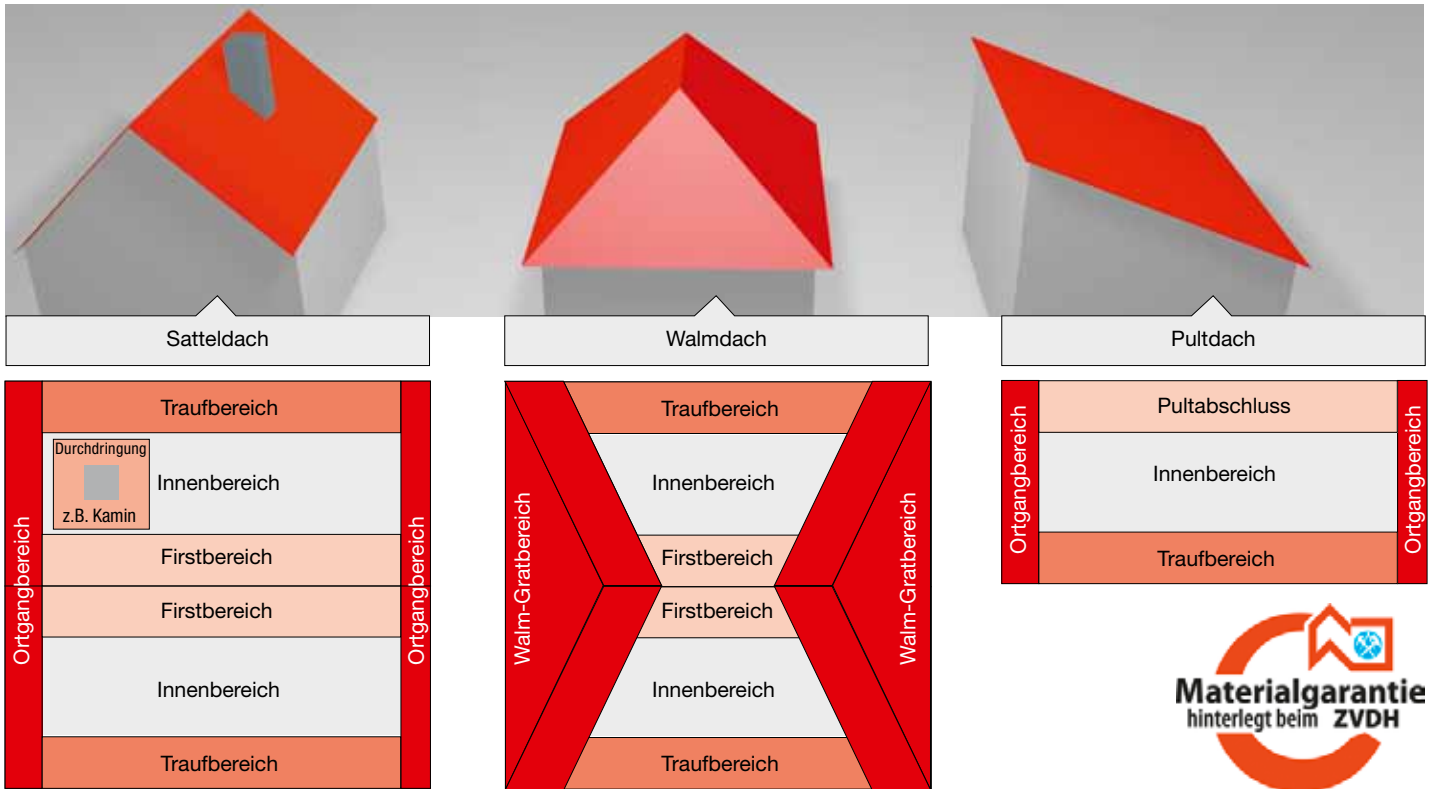 Satteldach
Walmdach
Pultdach
Ortgangbereich
Traufbereich
Durchdringung
z.B. Kamin
Innenbereich
Firstbereich
Firstbereich
Innenbereich
Traufbereich
Ortgangbereich
Walm-Gratbereich
Traufbereich
Innenbereich
Firstbereich
Firstbereich
Innenbereich
Traufbereich
Walm-Gratbereich
Ortgangbereich
Pultabschluss
Innenbereich
Traufbereich
Ortgangbereich
Materialgarantie
hinterlegt beim ZVDH